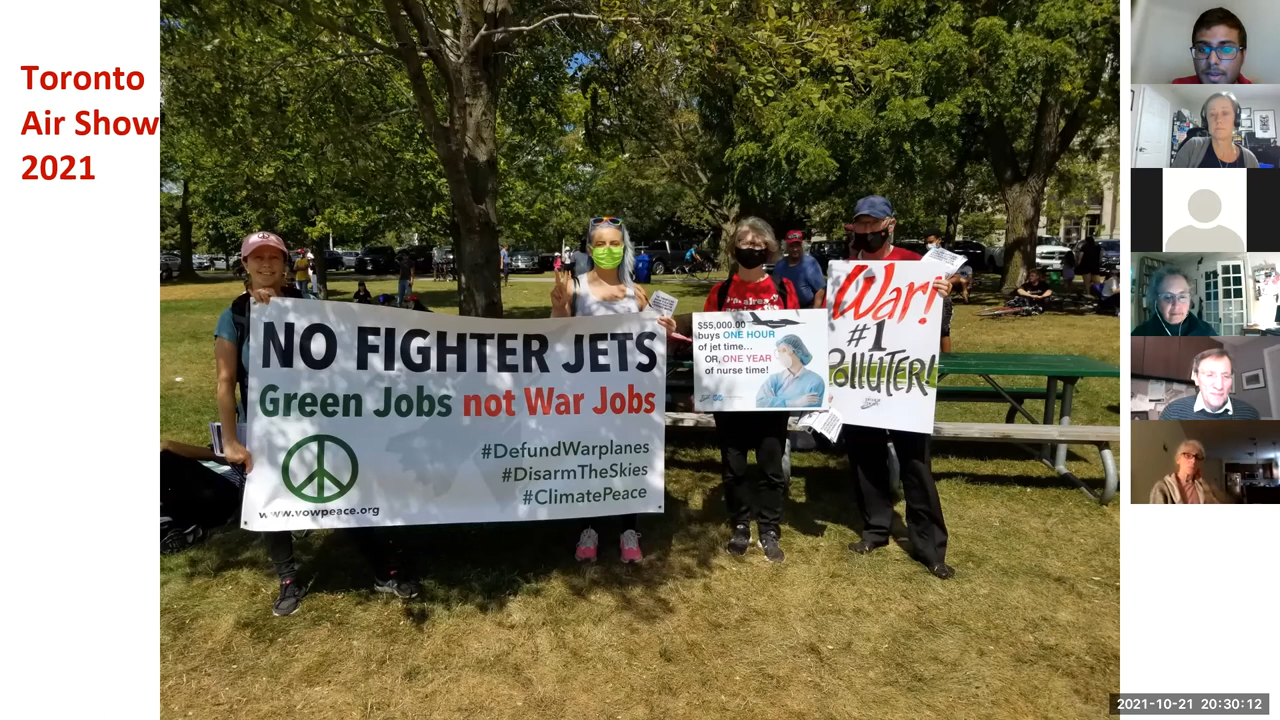 Toronto
Air Show
2021
NO FIGHTER JETS
Green Jobs not War Jobs
#DefundWarplanes
#DisarmTheSkies
#ClimatePeace
www.vowpeace.org
$55,000.00
buys ONE HOUR
of jet time...
OR, ONE YEAR
of nurse time!
War!
#1
POLLUTER!
2021-10-21 20:30:12